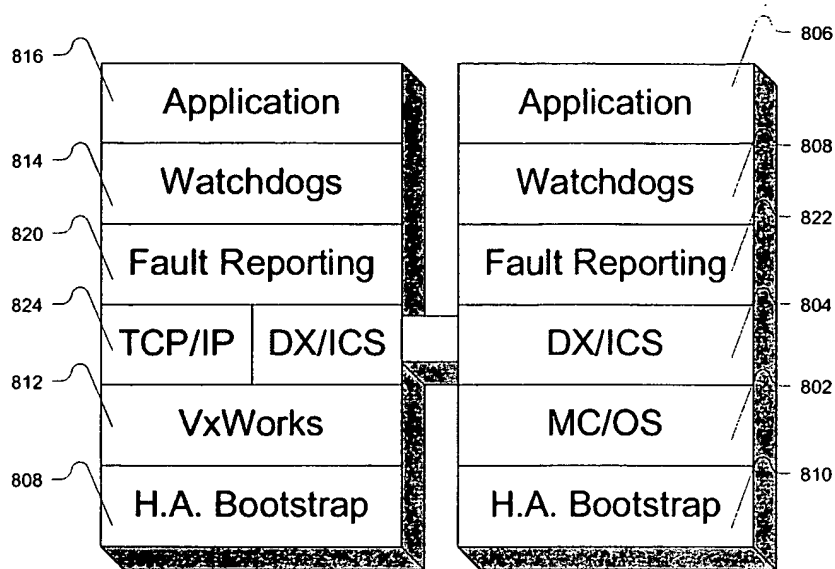 816
806
Application
Application
814
808
Watchdogs
Watchdogs
820
822
Fault Reporting
Fault Reporting
824
804
TCP/IP
DX/ICS
DX/ICS
812
802
VxWorks
MC/OS
808
810
H.A. Bootstrap
H.A. Bootstrap